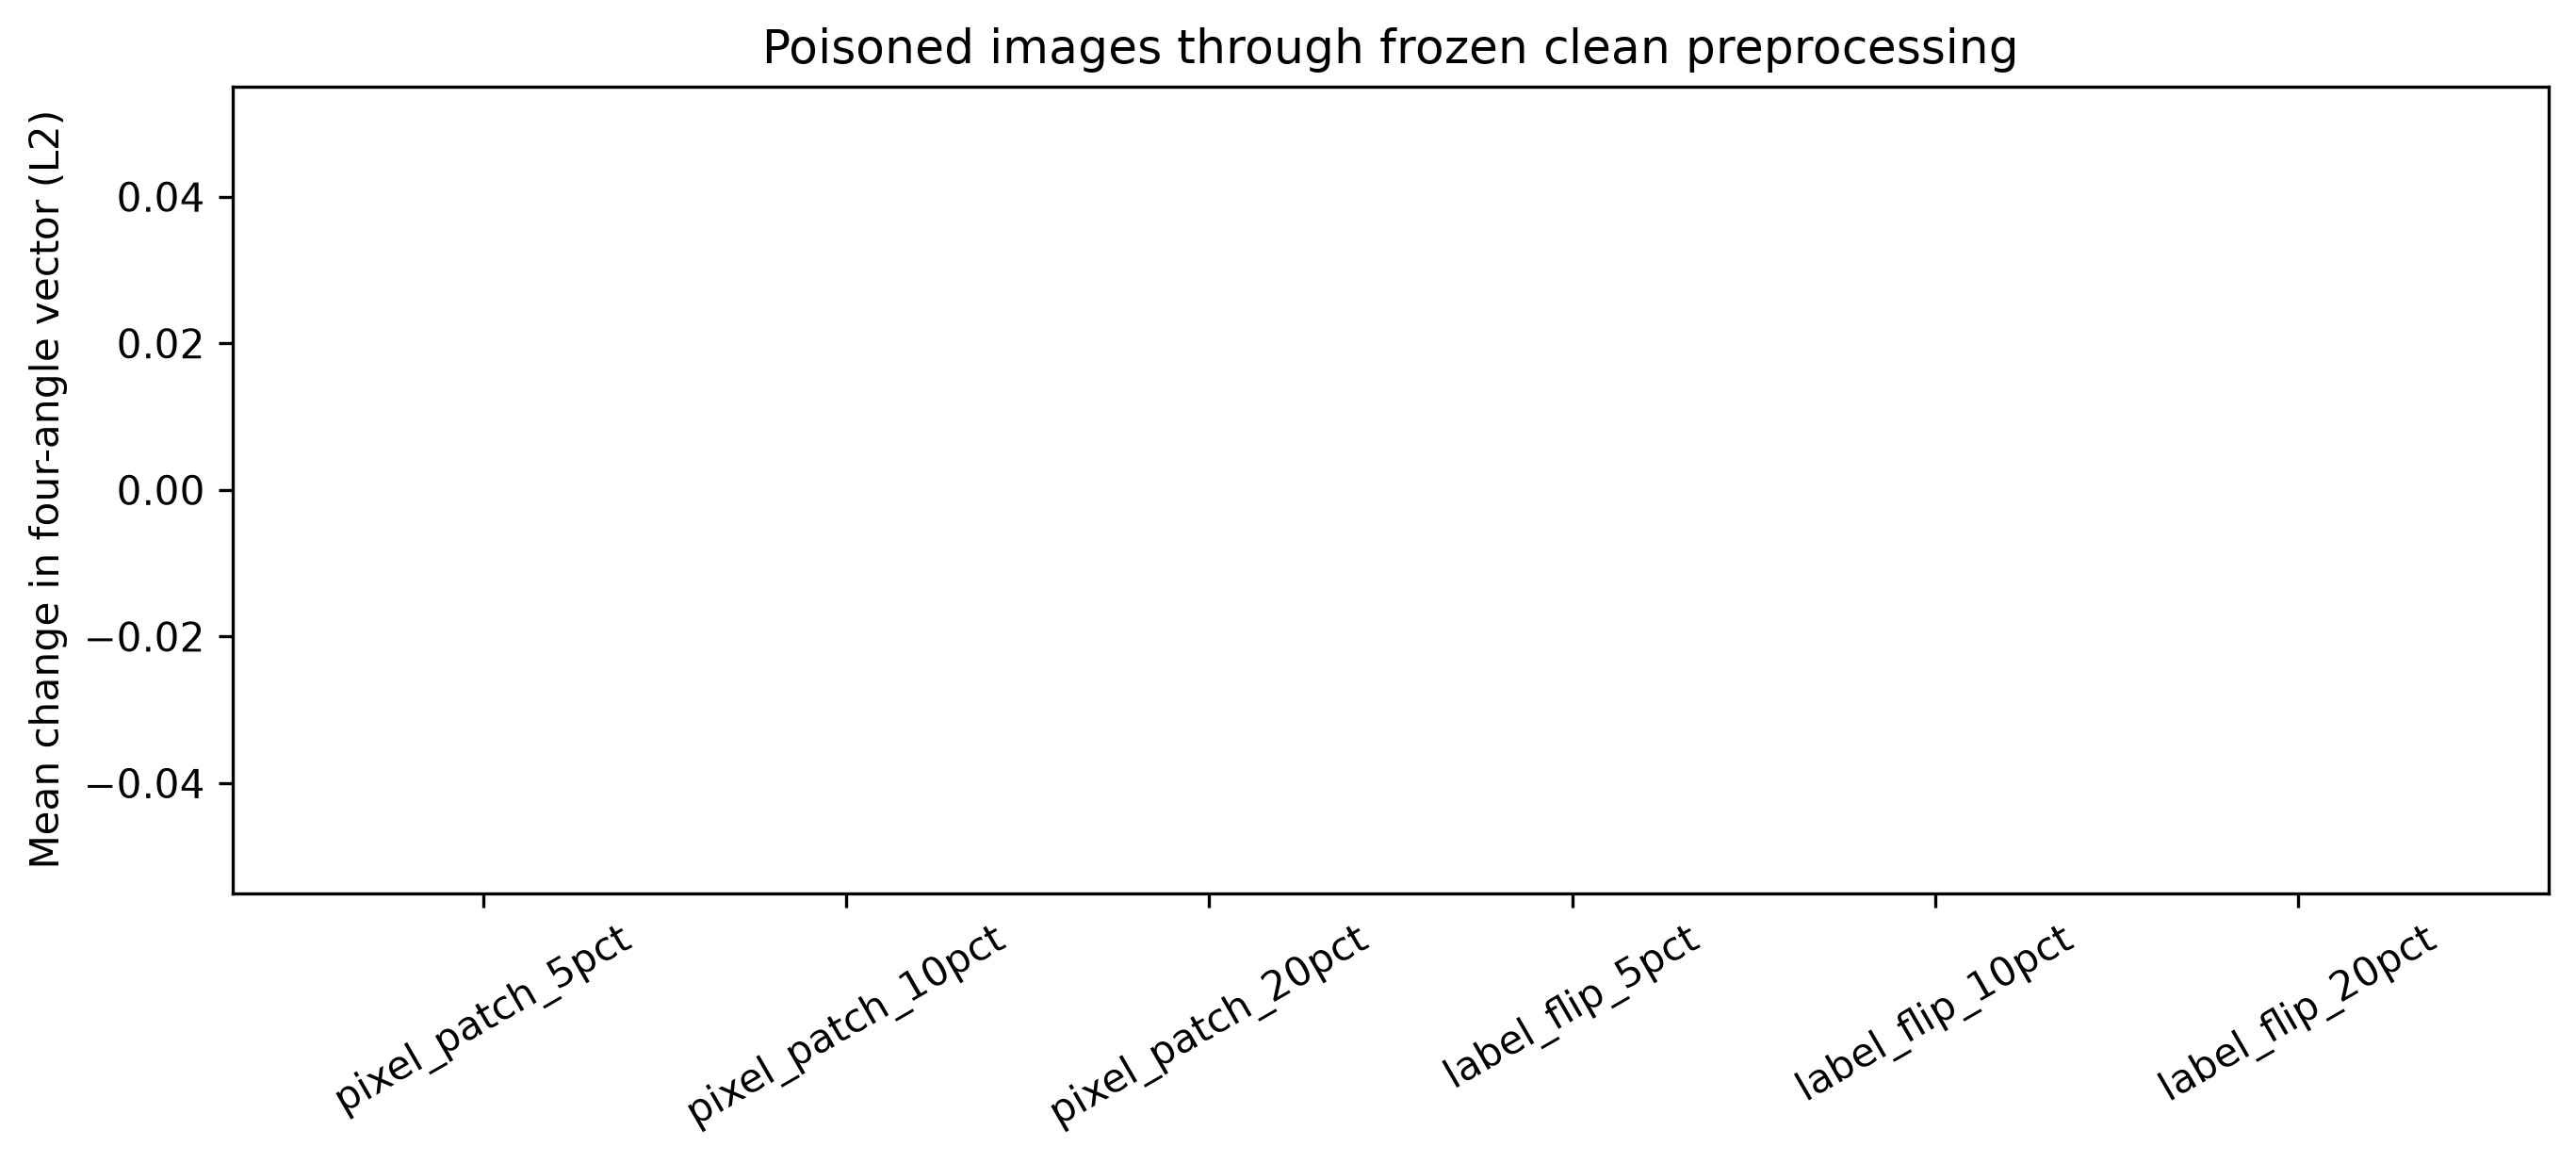 Poisoned images through frozen clean preprocessing
Mean change in four-angle vector (L2)
0.04
0.02
0.00
−0.02
−0.04
pixel_patch_5pct
pixel_patch_10pct
pixel_patch_20pct
label_flip_5pct
label_flip_10pct
label_flip_20pct